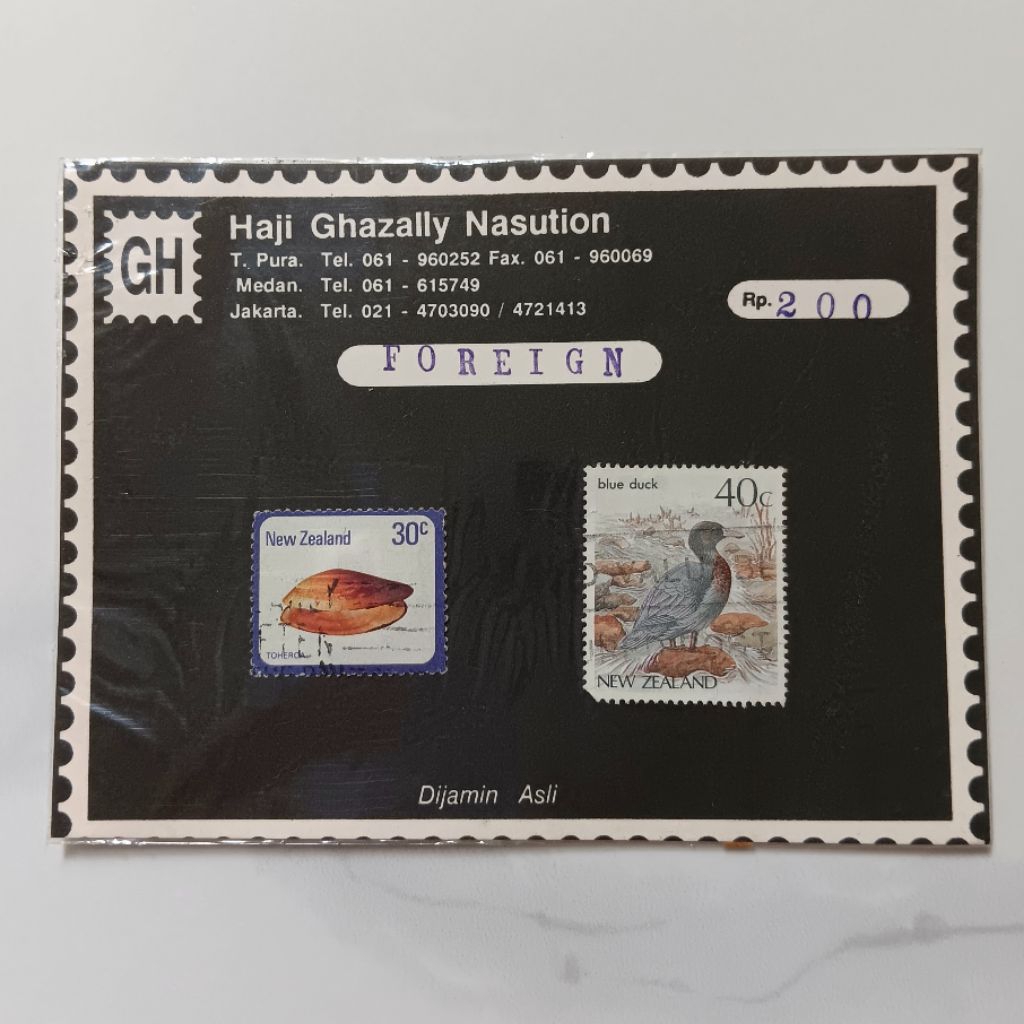 GH
Haji Ghazally Nasution
T. Pura. Tel. 061 - 960252 Fax. 061 - 960069
Medan. Tel. 061 - 615749
Jakarta. Tel. 021 - 4703090 / 4721413
Rp. 200
FOREIGN
New Zealand 30c
TOHEROA
blue duck 40c
NEW ZEALAND
Dijamin Asli